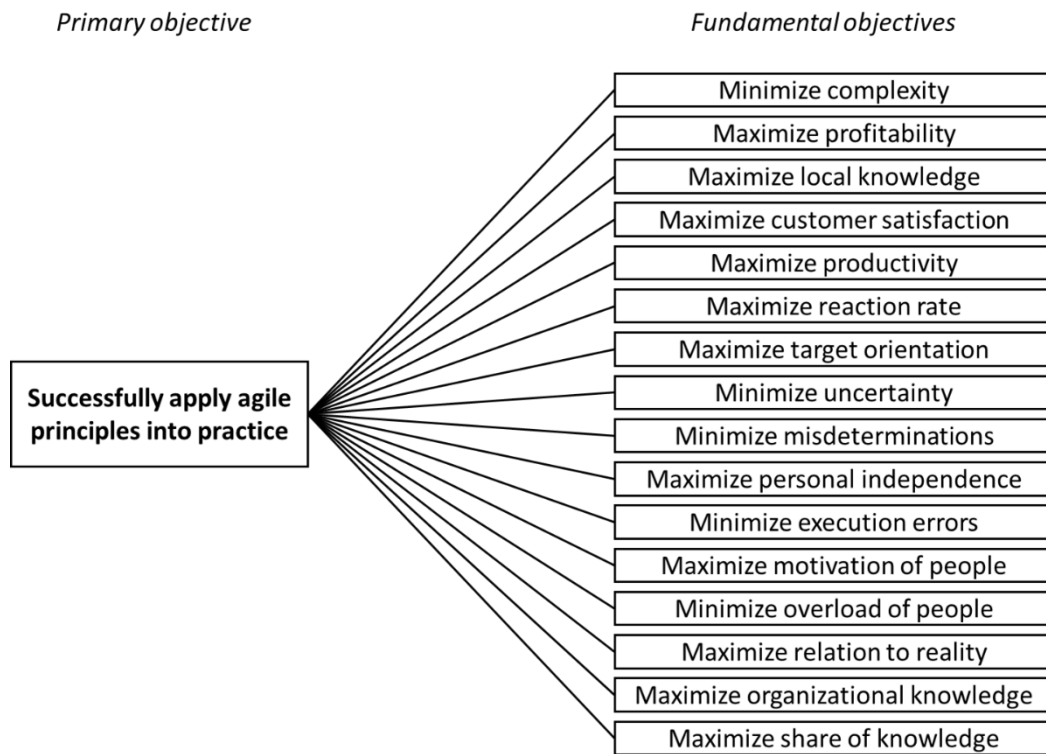 Primary objective
Fundamental objectives
Minimize complexity
Maximize profitability
Maximize local knowledge
Maximize customer satisfaction
Maximize productivity
Maximize reaction rate
Maximize target orientation
Successfully apply agile
principles into practice
Minimize uncertainty
Minimize misdeterminations
Maximize personal independence
Minimize execution errors
Maximize motivation of people
Minimize overload of people
Maximize relation to reality
Maximize organizational knowledge
Maximize share of knowledge